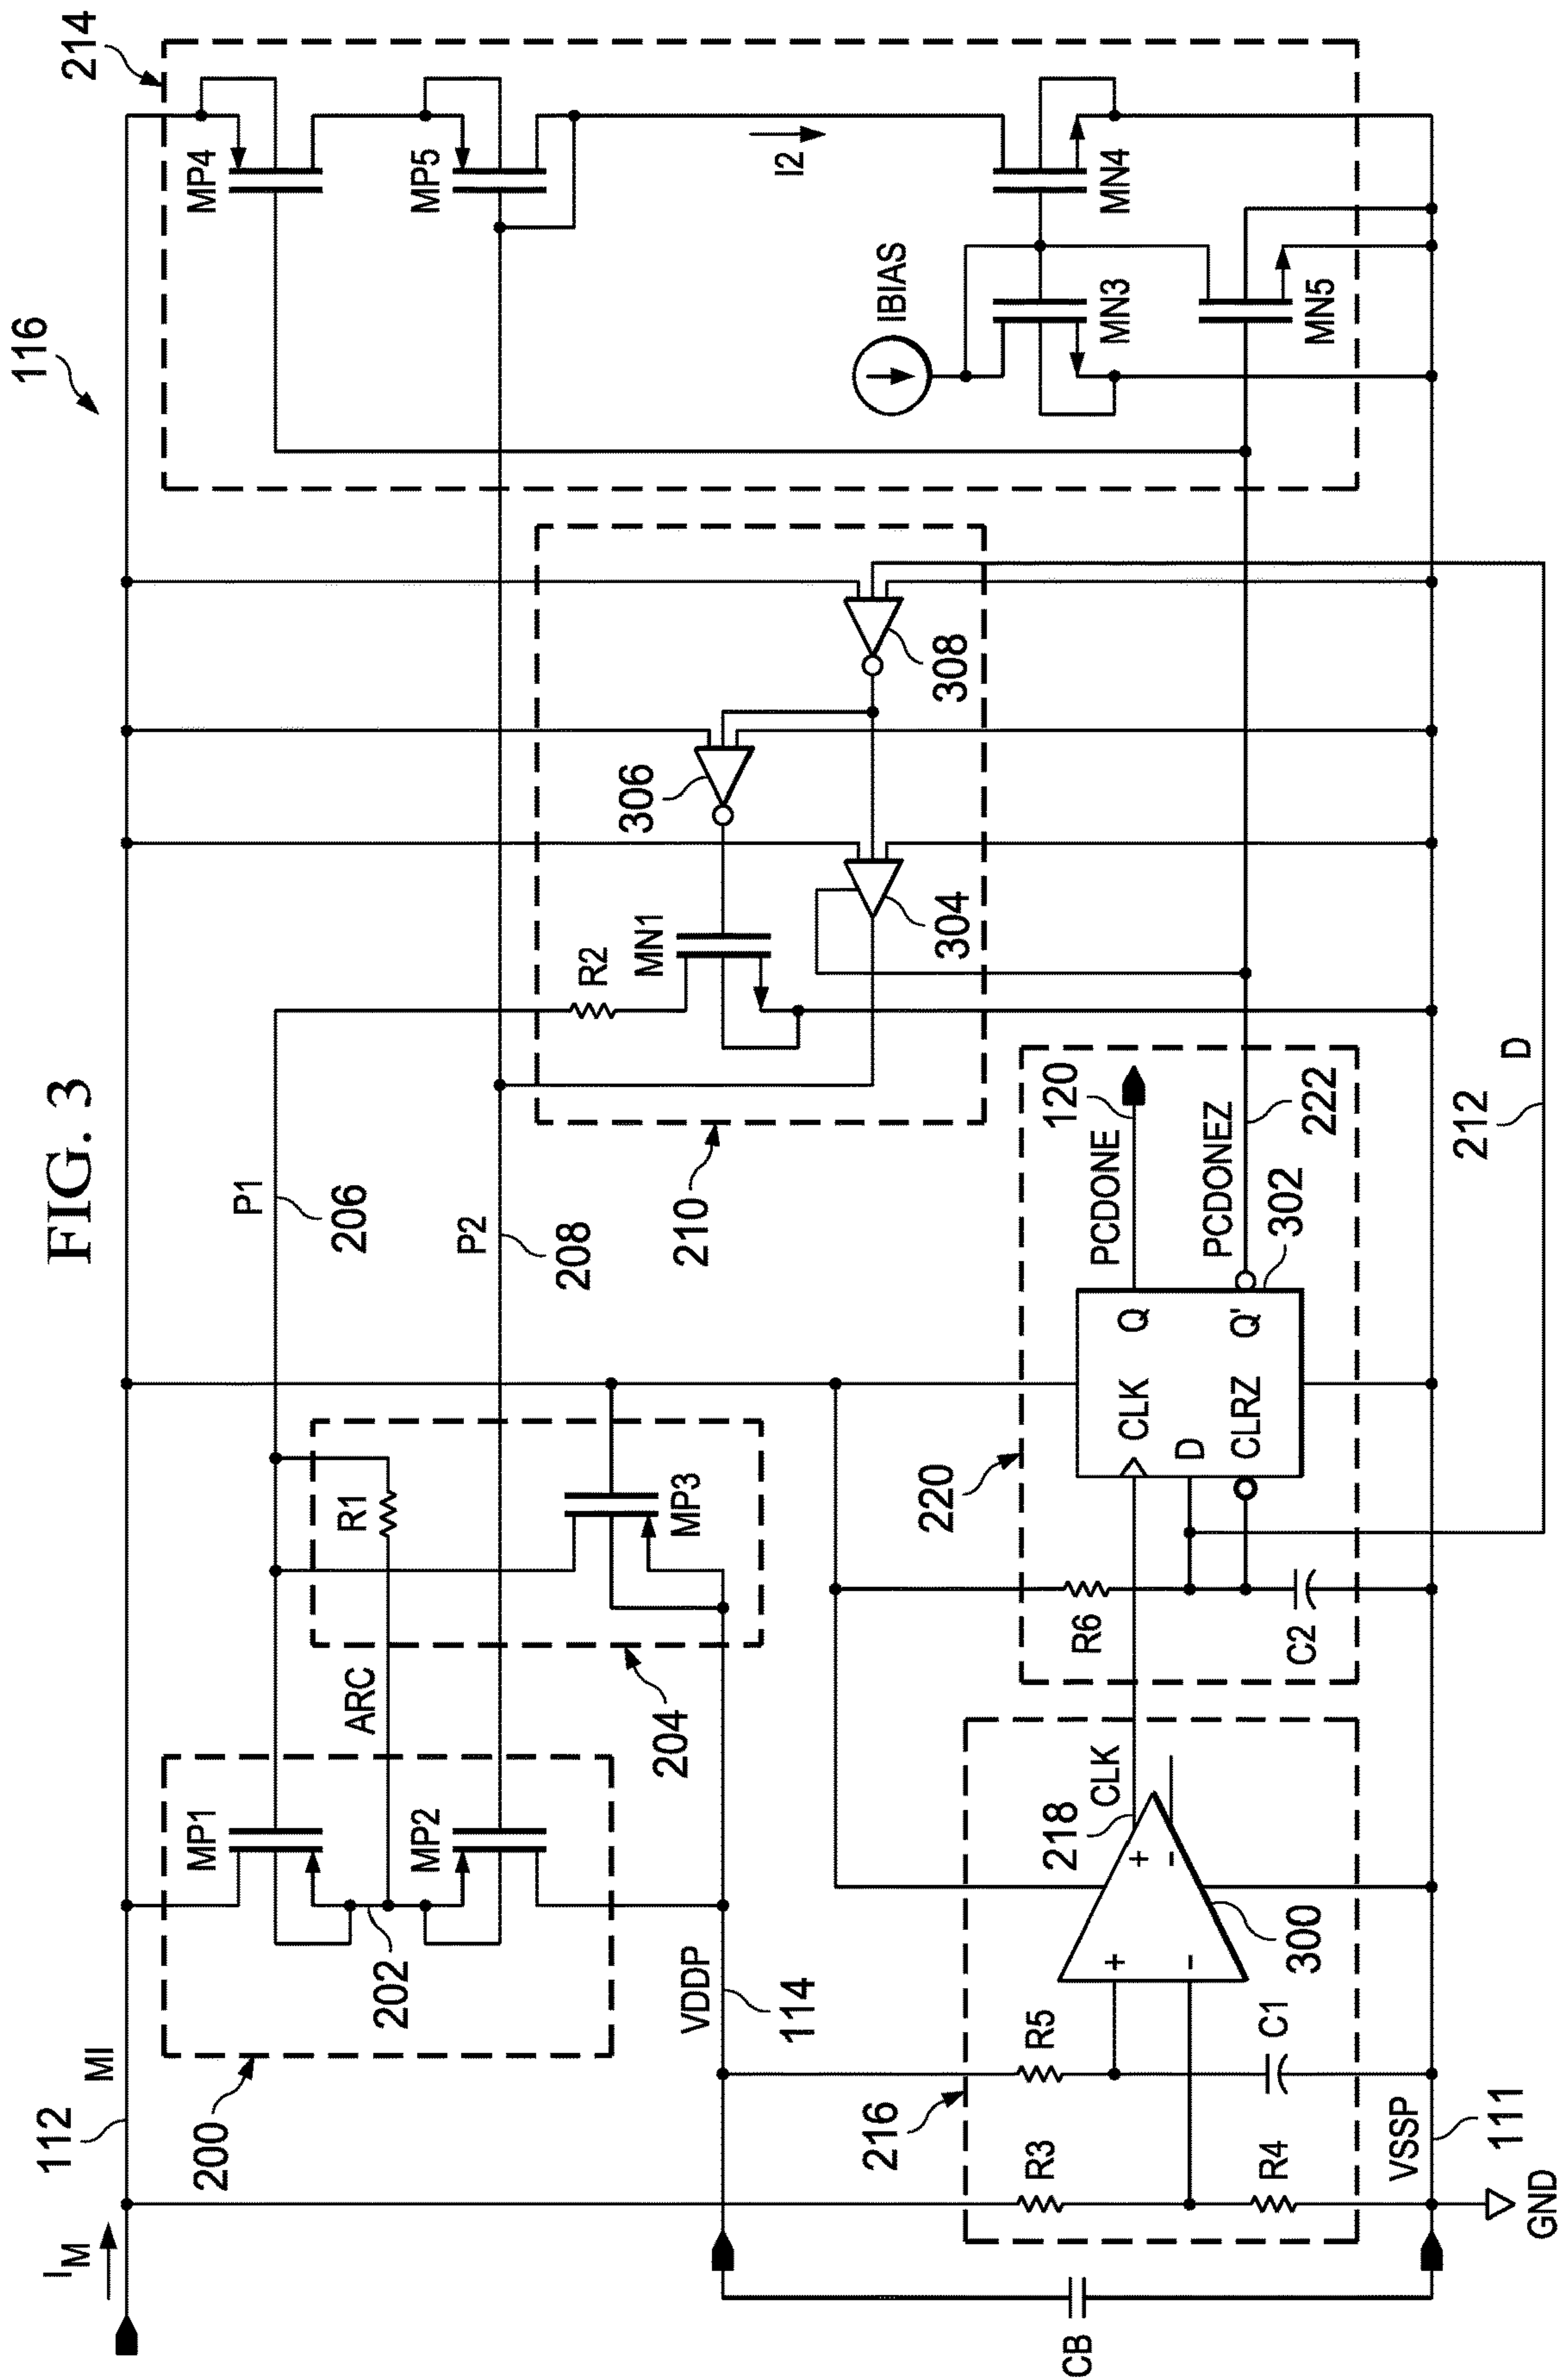 FIG. 3
116
214
112
MI
I_M
200
MP1
202
MP2
ARC
R1
P1
206
P2
208
204
MP3
VDDP
114
210
R2
MN1
306
304
308
MP4
MP5
I2
IBIAS
MN3
MN4
MN5
216
R3
R4
R5
C1
+
-
+
-
300
218
CLK
220
R6
C2
CLK
D
CLRZ
Q
Q'
302
PCDONE
120
PCDONEZ
222
212
D
CB
VSSP
111
GND